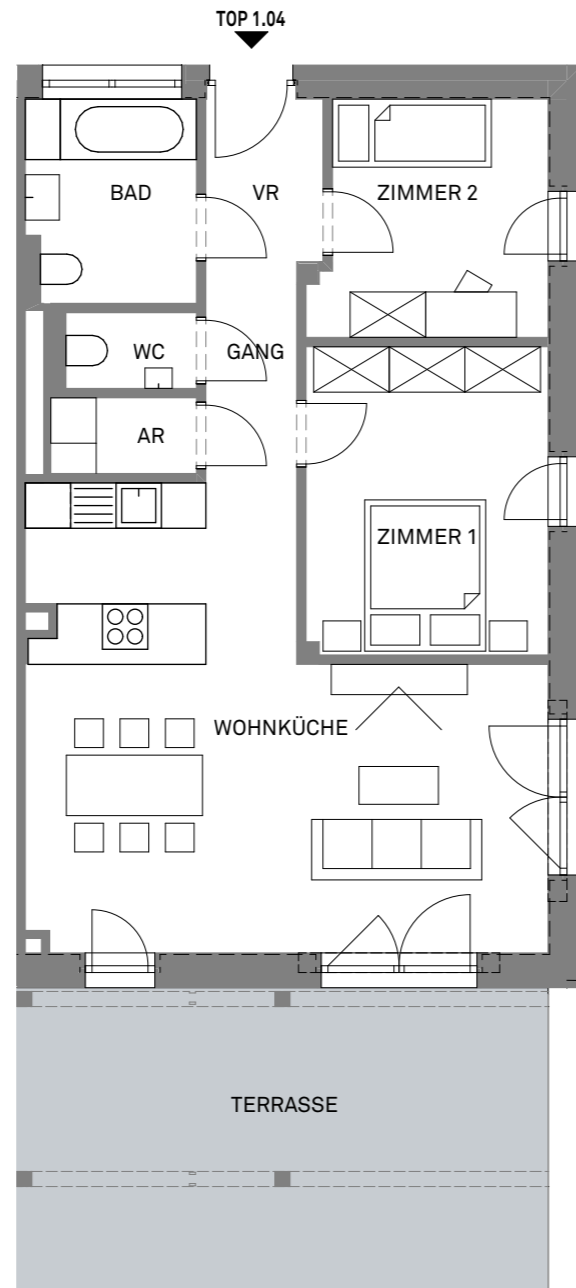 TOP 1.04
BAD
VR
ZIMMER 2
WC
GANG
AR
ZIMMER 1
WOHNKÜCHE
TERRASSE